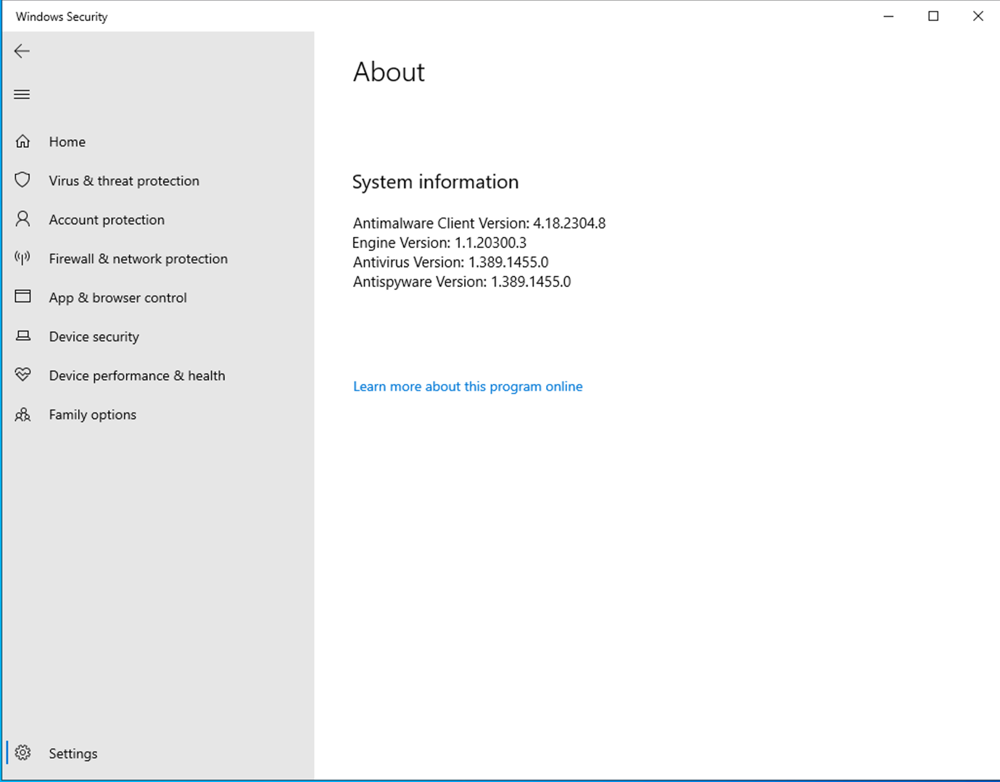 Windows Security
Home
Virus & threat protection
Account protection
Firewall & network protection
App & browser control
Device security
Device performance & health
Family options
Settings
About
System information
Antimalware Client Version: 4.18.2304.8
Engine Version: 1.1.20300.3
Antivirus Version: 1.389.1455.0
Antispyware Version: 1.389.1455.0
Learn more about this program online